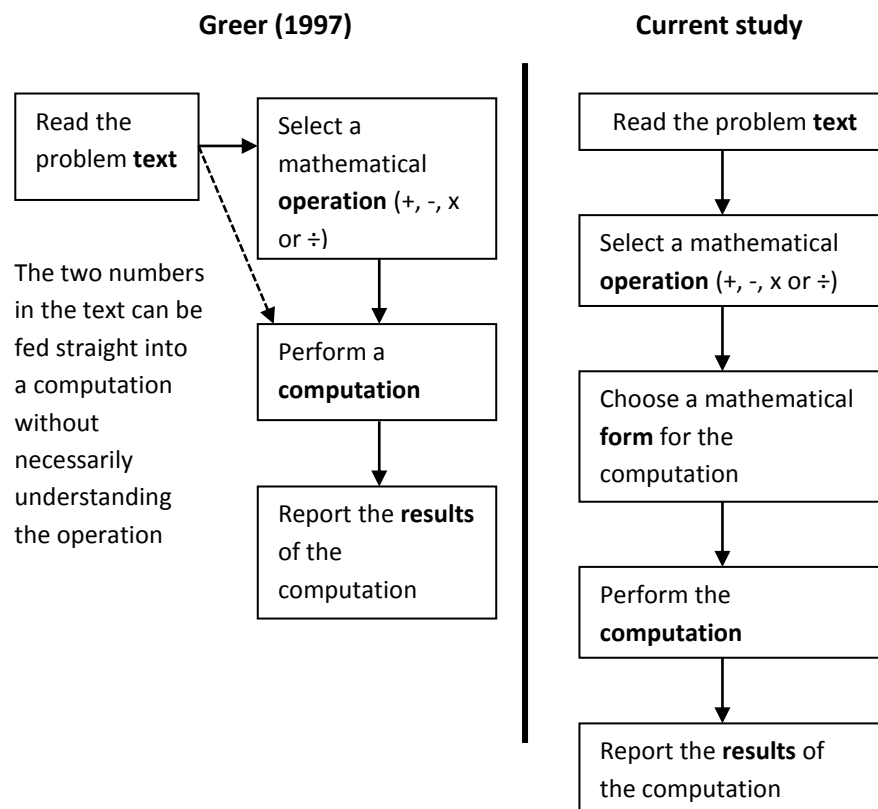 Greer (1997)
Read the
problem text
Select a
mathematical
operation (+, -, x
or ÷)
The two numbers
in the text can be
fed straight into
a computation
without
necessarily
understanding
the operation
Perform a
computation
Report the results
of the
computation
Current study
Read the problem text
Select a mathematical
operation (+, -, x or ÷)
Choose a mathematical
form for the
computation
Perform the
computation
Report the results of
the computation